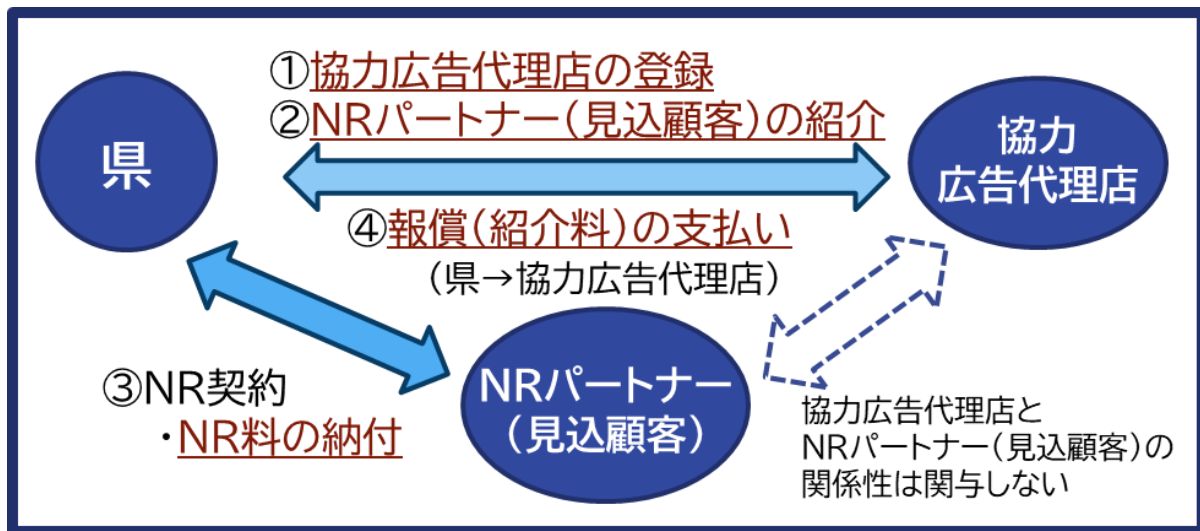 ①協力広告代理店の登録
②NRパートナー(見込顧客)の紹介
県
協力
広告代理店
④報償(紹介料)の支払い
(県→協力広告代理店)
③NR契約
・NR料の納付
NRパートナー
(見込顧客)
協力広告代理店と
NRパートナー(見込顧客)の
関係性は関与しない